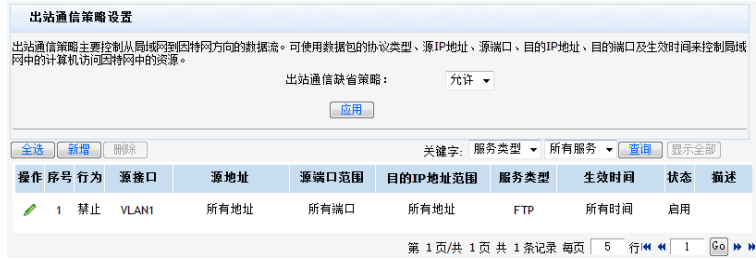 出站通信策略设置
出站通信策略主要控制从局域网到因特网方向的数据流。可使用数据包的协议类型、源IP地址、源端口、目的IP地址、目的端口及生效时间来控制局域
网中的计算机访问因特网中的资源。
出站通信缺省策略： 允许
应用
全选 新增 删除 关键字: 服务类型 所有服务 查询 显示全部
操作 序号 行为 源接口 源地址 源端口范围 目的IP地址范围 服务类型 生效时间 状态 描述
1 禁止 VLAN1 所有地址 所有端口 所有地址 FTP 所有时间 启用
第 1 页/共 1 页 共 1 条记录 每页 5 行 1 Go